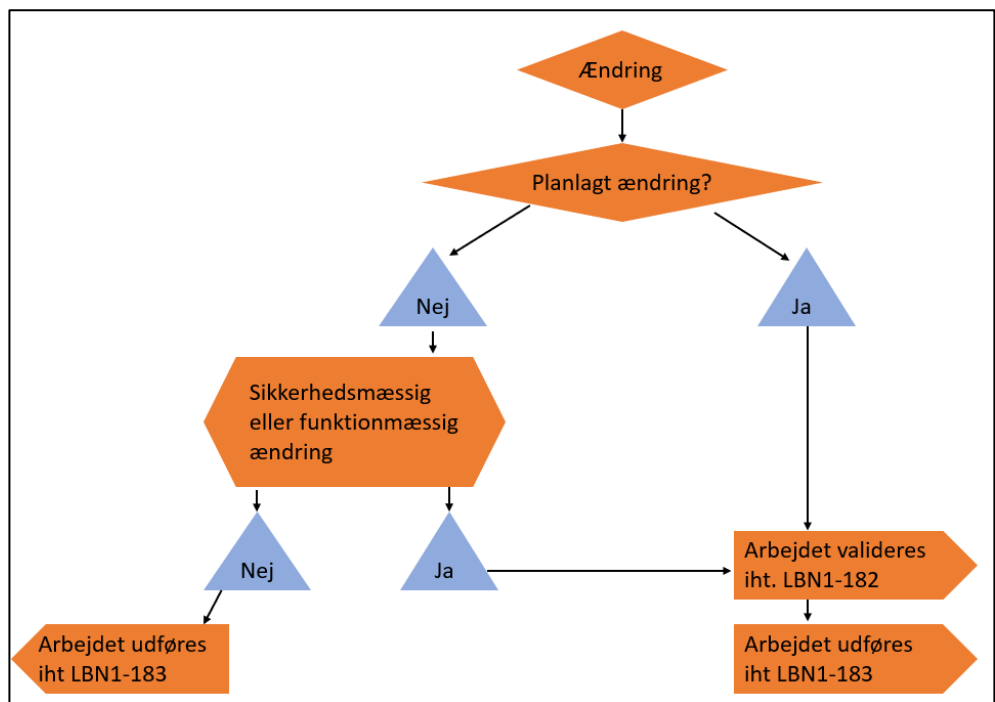 Ændring
Planlagt ændring?
Nej
Ja
Sikkerhedsmæssig
eller funktionmæssig
ændring
Nej
Ja
Arbejdet valideres
iht. LBN1-182
Arbejdet udføres
iht LBN1-183
Arbejdet udføres
iht LBN1-183